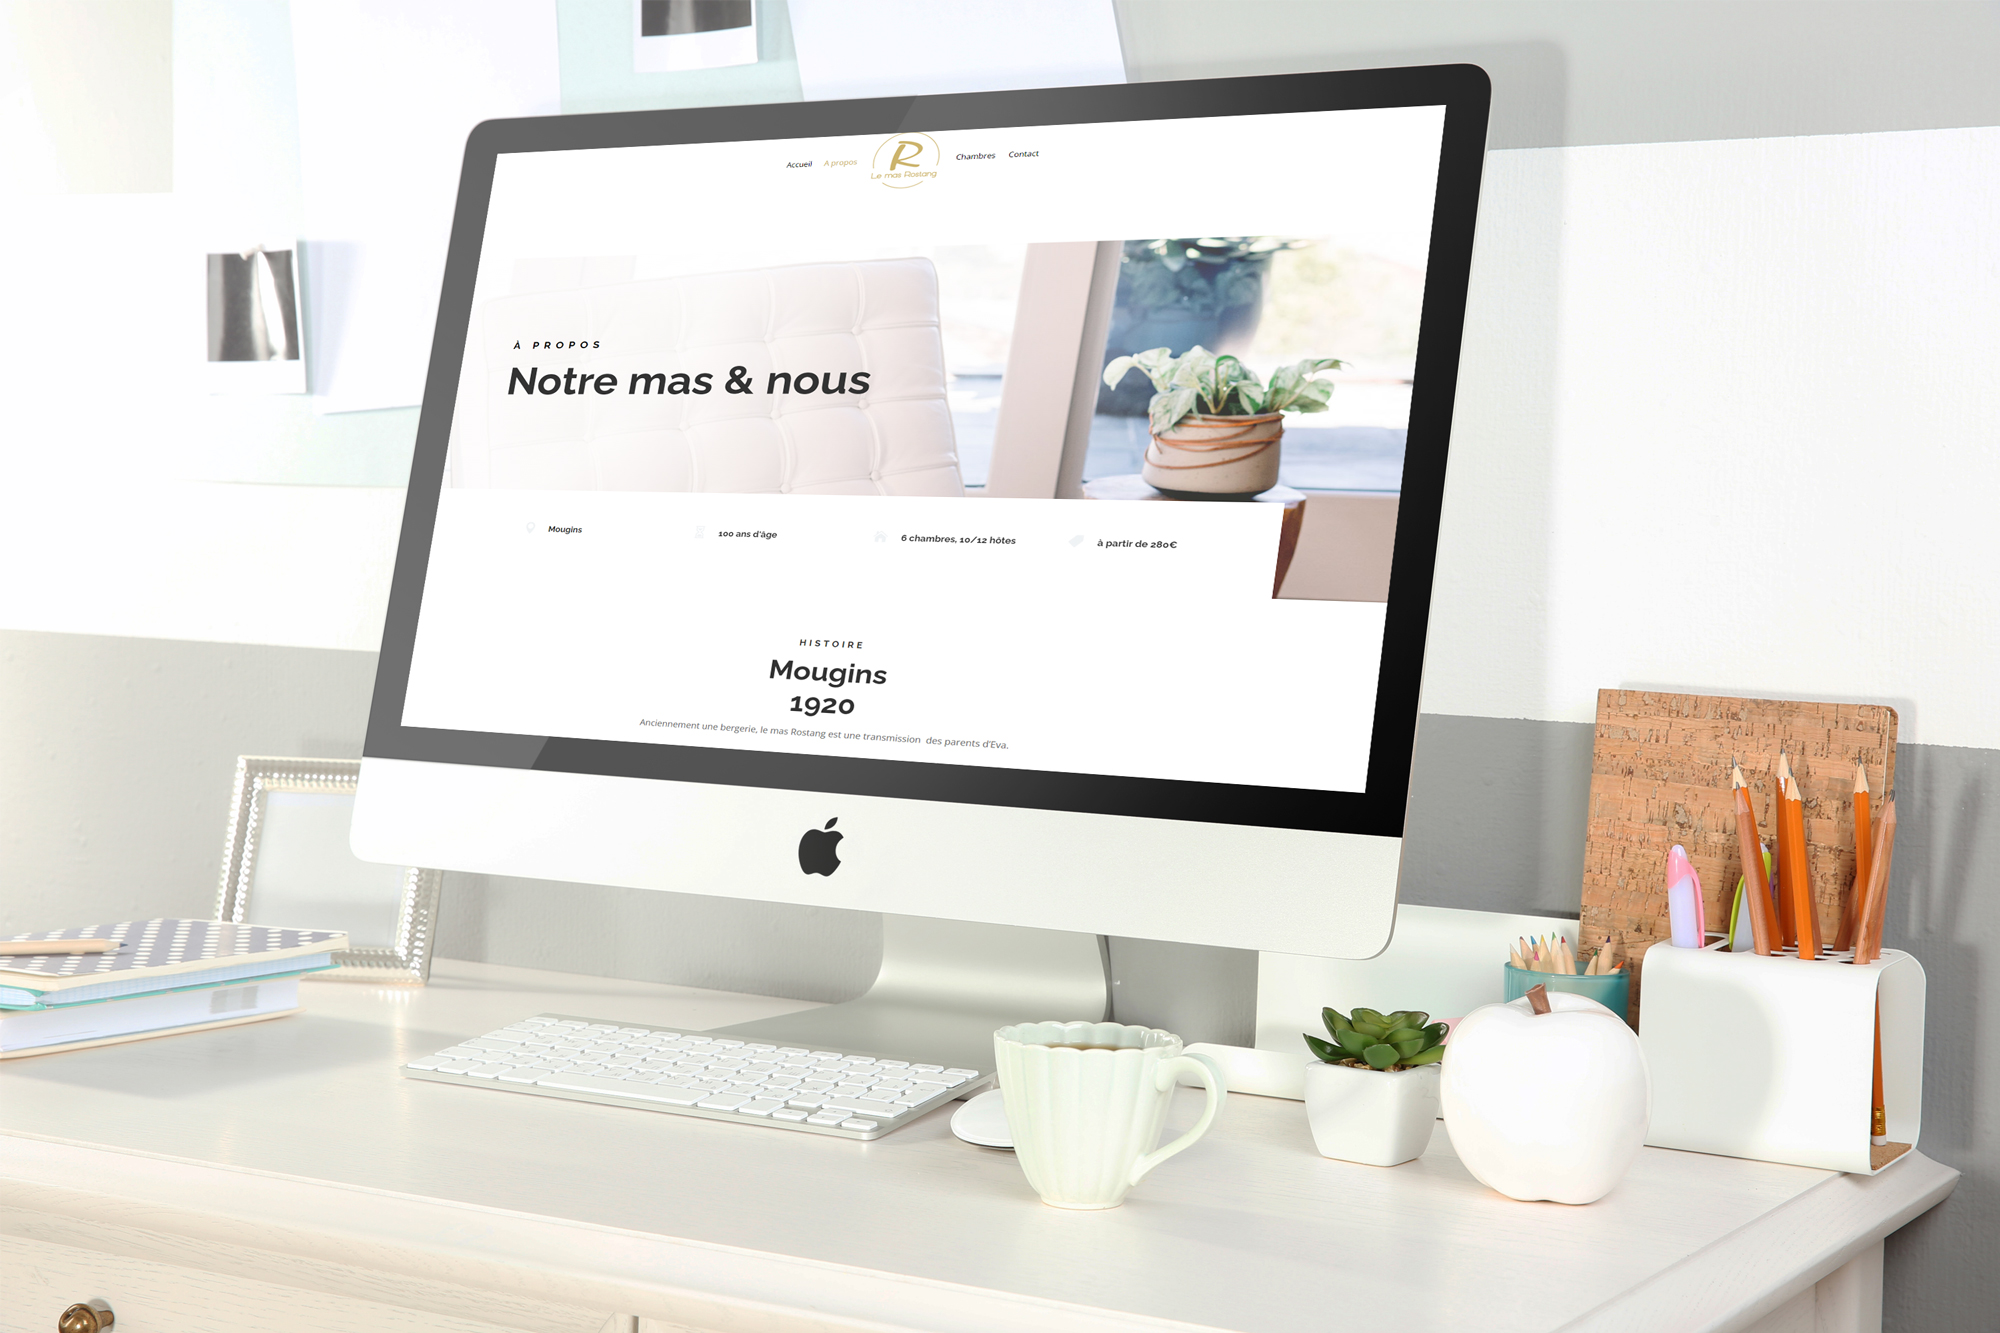 Accueil
A propos
R
Le mas Rostang
Chambres
Contact
À PROPOS
Notre mas & nous
Mougins
100 ans d'âge
6 chambres, 10/12 hôtes
à partir de 280€
HISTOIRE
Mougins
1920
Anciennement une bergerie, le mas Rostang est une transmission des parents d'Eva.